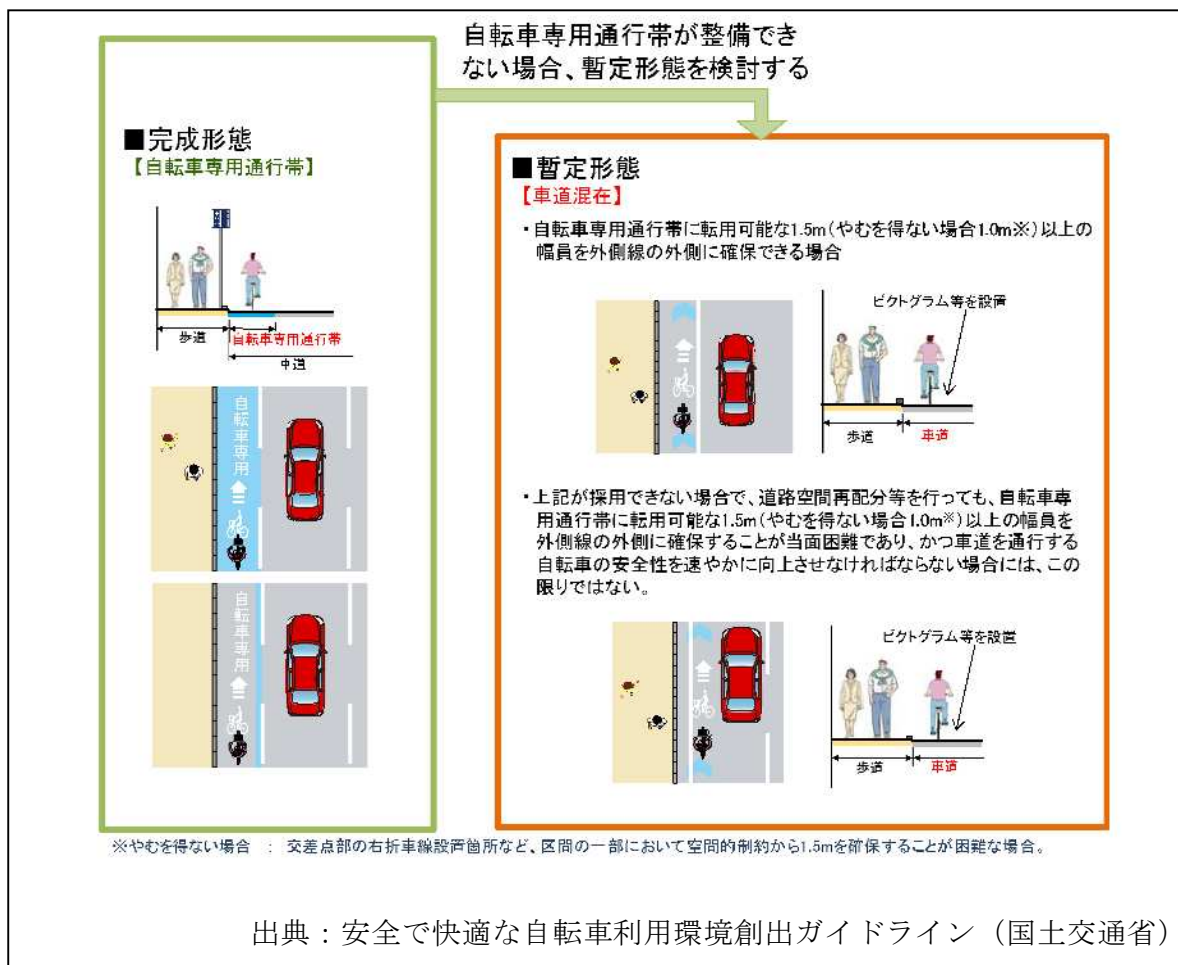 自転車専用通行帯が整備でき
ない場合、暫定形態を検討する
■完成形態
【自転車専用通行帯】
歩道
自転車専用通行帯
車道
自転車専用
自転車専用
■暫定形態
【車道混在】
・自転車専用通行帯に転用可能な1.5m（やむを得ない場合1.0m※）以上の
幅員を外側線の外側に確保できる場合
ピクトグラム等を設置
歩道
車道
・上記が採用できない場合で、道路空間再配分等を行っても、自転車専
用通行帯に転用可能な1.5m（やむを得ない場合1.0m※）以上の幅員を
外側線の外側に確保することが当面困難であり、かつ車道を通行する
自転車の安全性を速やかに向上させなければならない場合には、この
限りではない。
ピクトグラム等を設置
歩道
車道
※やむを得ない場合 ： 交差点部の右折車線設置箇所など、区間の一部において空間的制約から1.5mを確保することが困難な場合。
出典：安全で快適な自転車利用環境創出ガイドライン（国土交通省）